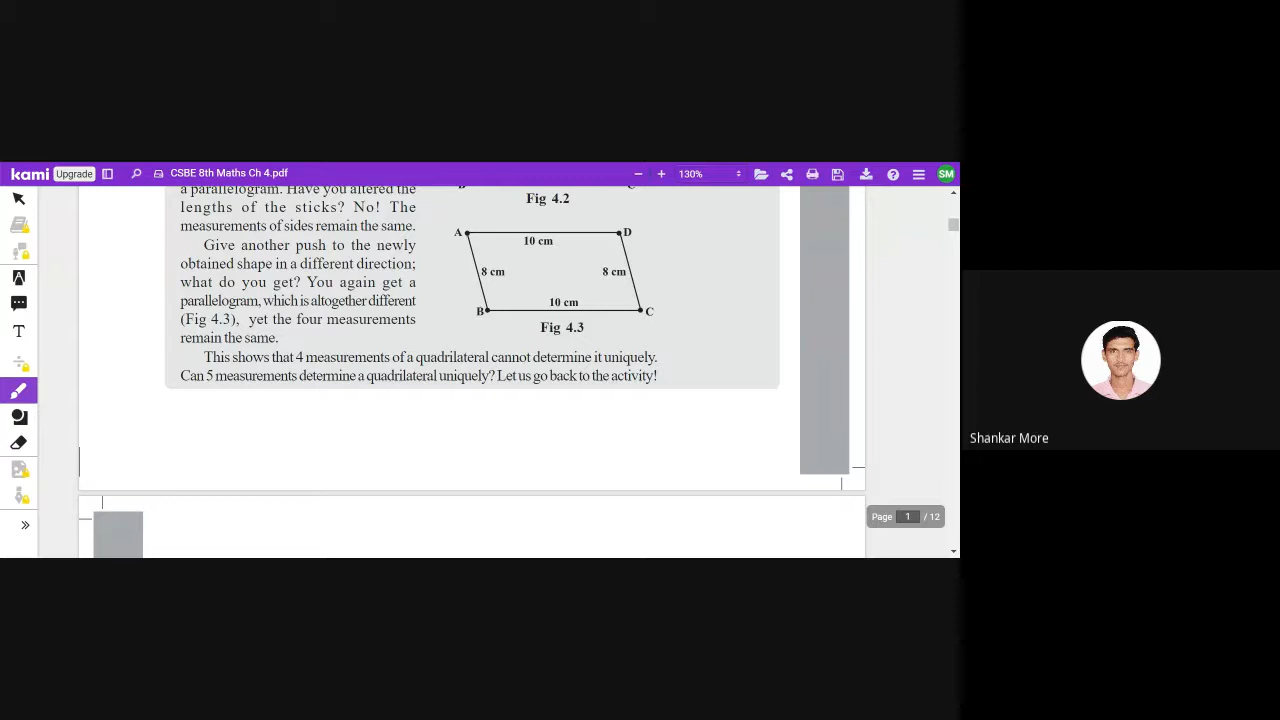 kami Upgrade CSBE 8th Maths Ch 4.pdf 130% SM
a parallelogram. Have you altered the
lengths of the sticks? No! The
measurements of sides remain the same.
Give another push to the newly
obtained shape in a different direction;
what do you get? You again get a
parallelogram, which is altogether different
(Fig 4.3), yet the four measurements
remain the same.
Fig 4.2
A D
10 cm
8 cm 8 cm
10 cm
B C
Fig 4.3
This shows that 4 measurements of a quadrilateral cannot determine it uniquely.
Can 5 measurements determine a quadrilateral uniquely? Let us go back to the activity!
Page 1 / 12
Shankar More